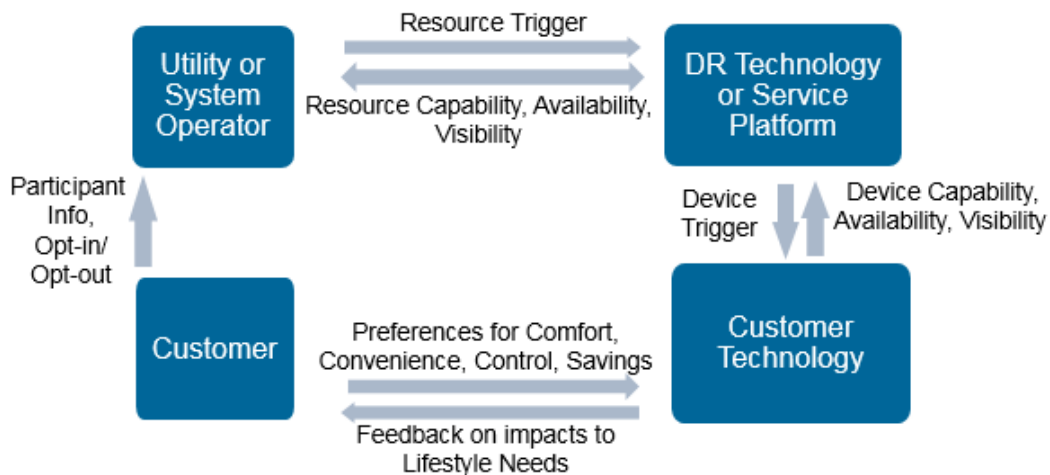 Utility or
System
Operator
Resource Trigger
Resource Capability, Availability,
Visibility
DR Technology
or Service
Platform
Participant
Info,
Opt-in/
Opt-out
Device
Trigger
Device Capability,
Availability, Visibility
Customer
Preferences for Comfort,
Convenience, Control, Savings
Feedback on impacts to
Lifestyle Needs
Customer
Technology